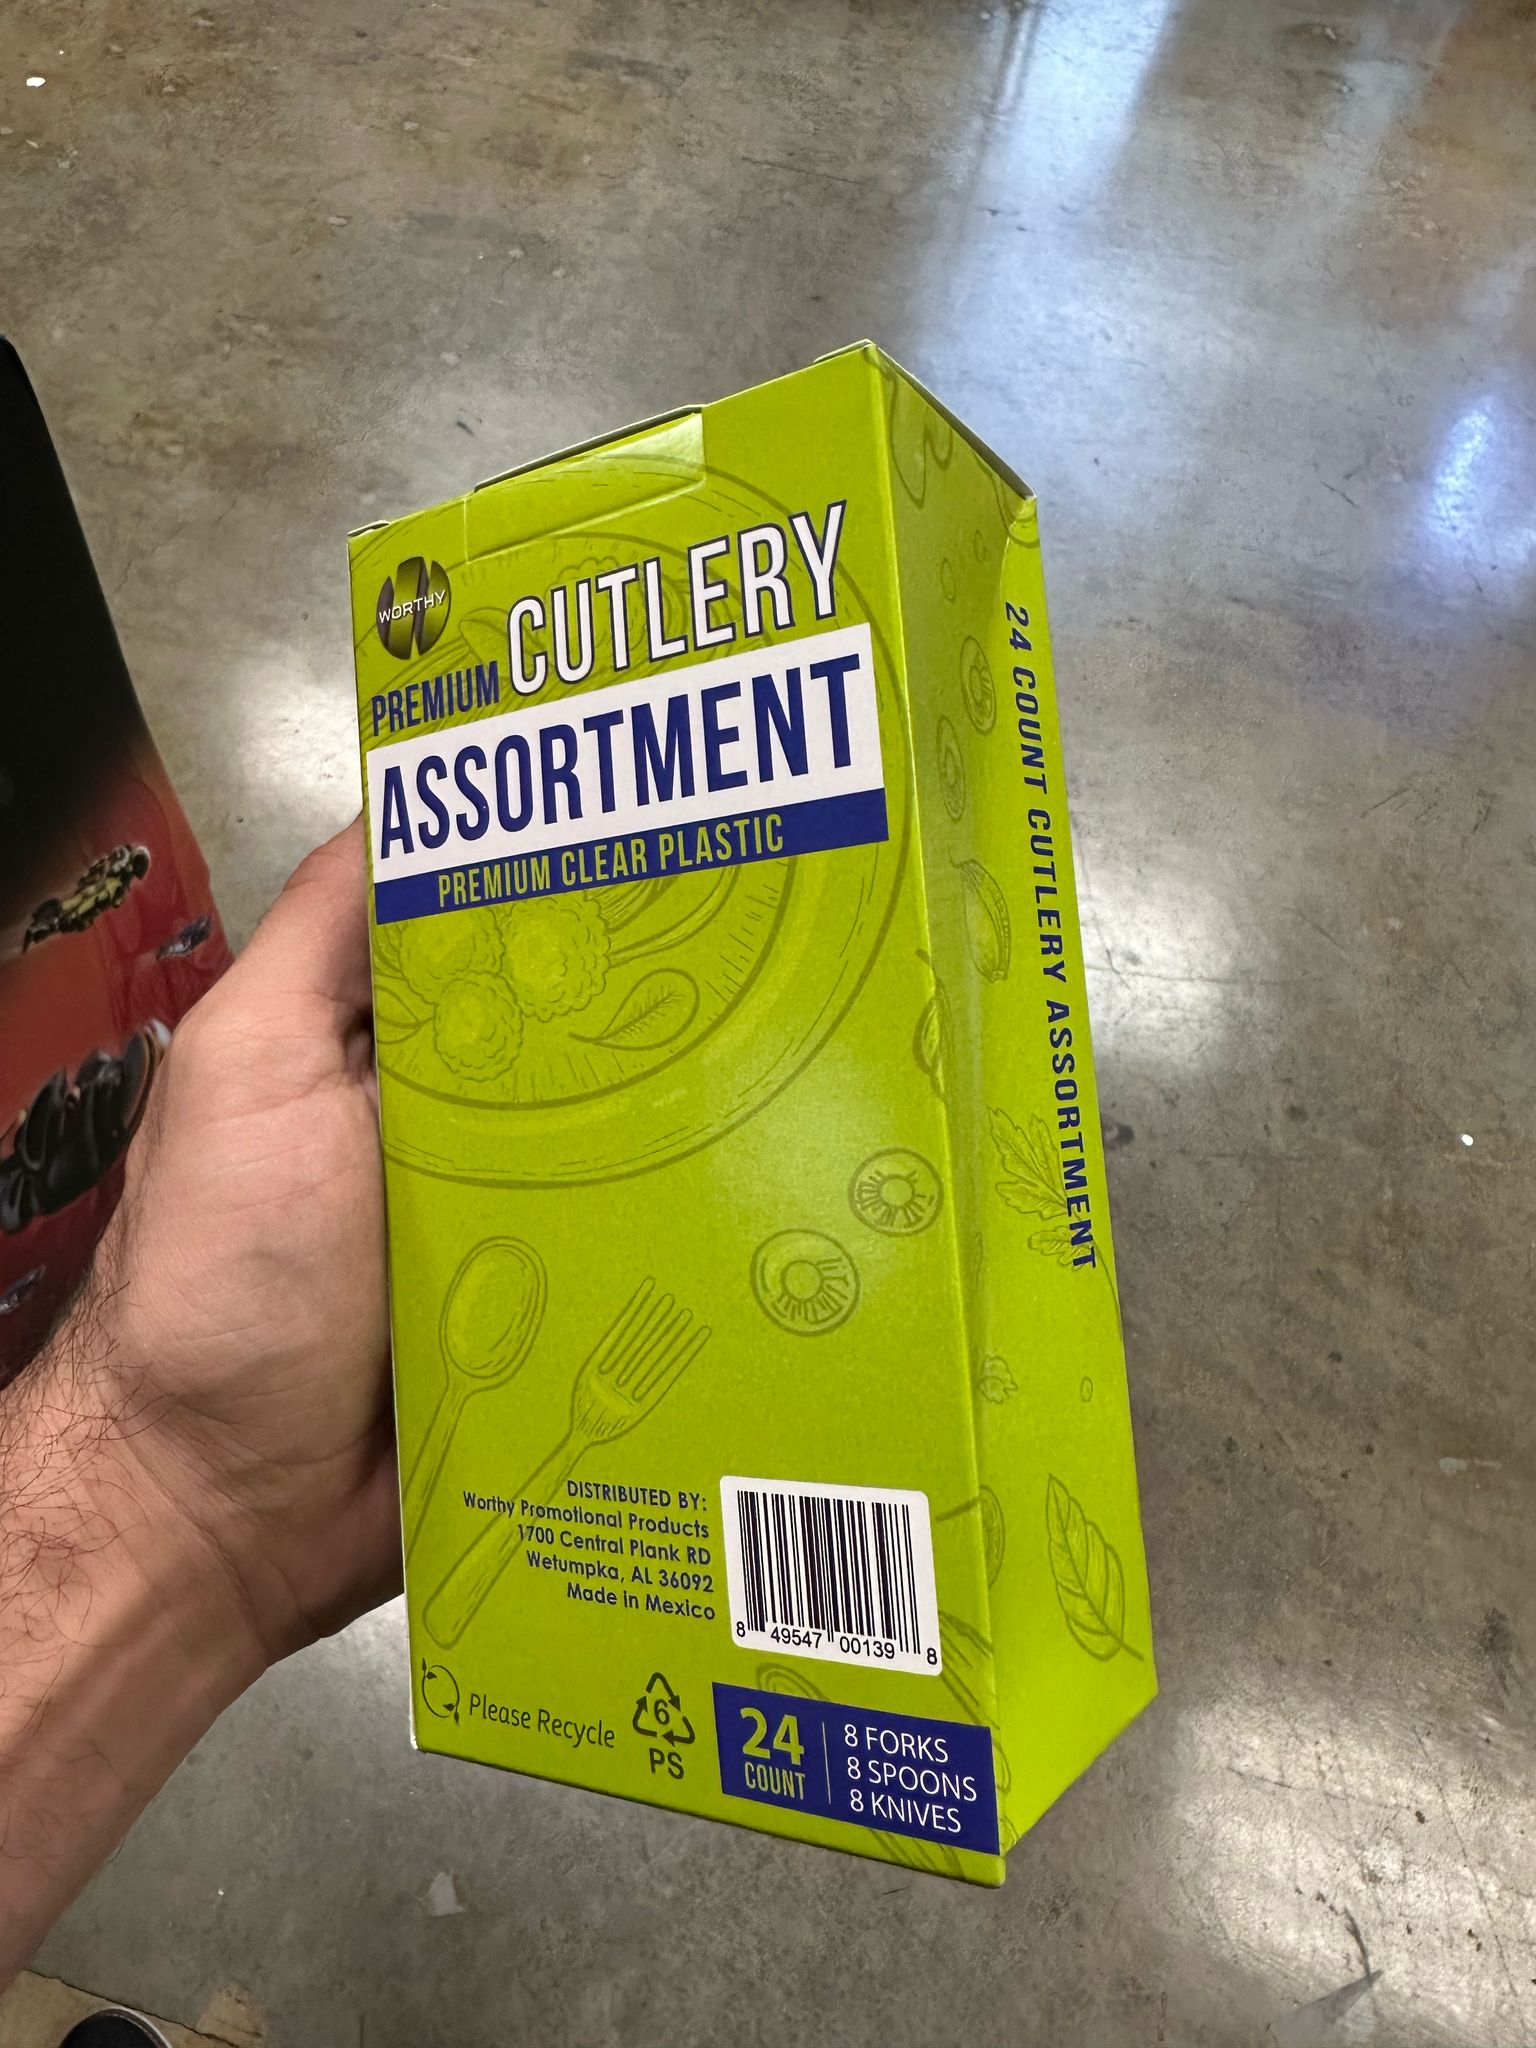 WORTHY
PREMIUM CUTLERY
ASSORTMENT
PREMIUM CLEAR PLASTIC
24 COUNT CUTLERY ASSORTMENT
DISTRIBUTED BY:
Worthy Promotional Products
1700 Central Plank RD
Wetumpka, AL 36092
Made in Mexico
8 49547 00139 8
Please Recycle
6
PS
24
COUNT
8 FORKS
8 SPOONS
8 KNIVES